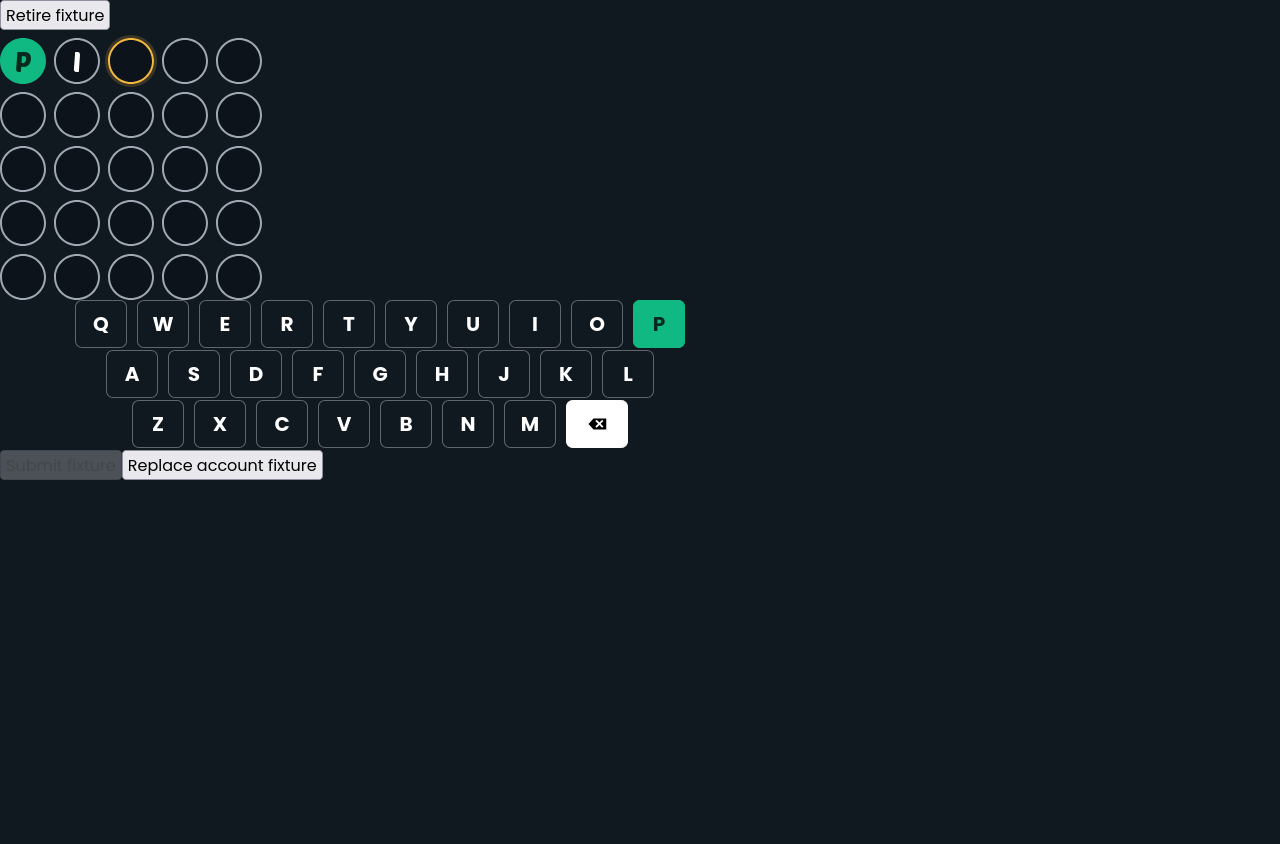 Retire fixture
P I
Q W E R T Y U I O P
A S D F G H J K L
Z X C V B N M
Submit fixture Replace account fixture